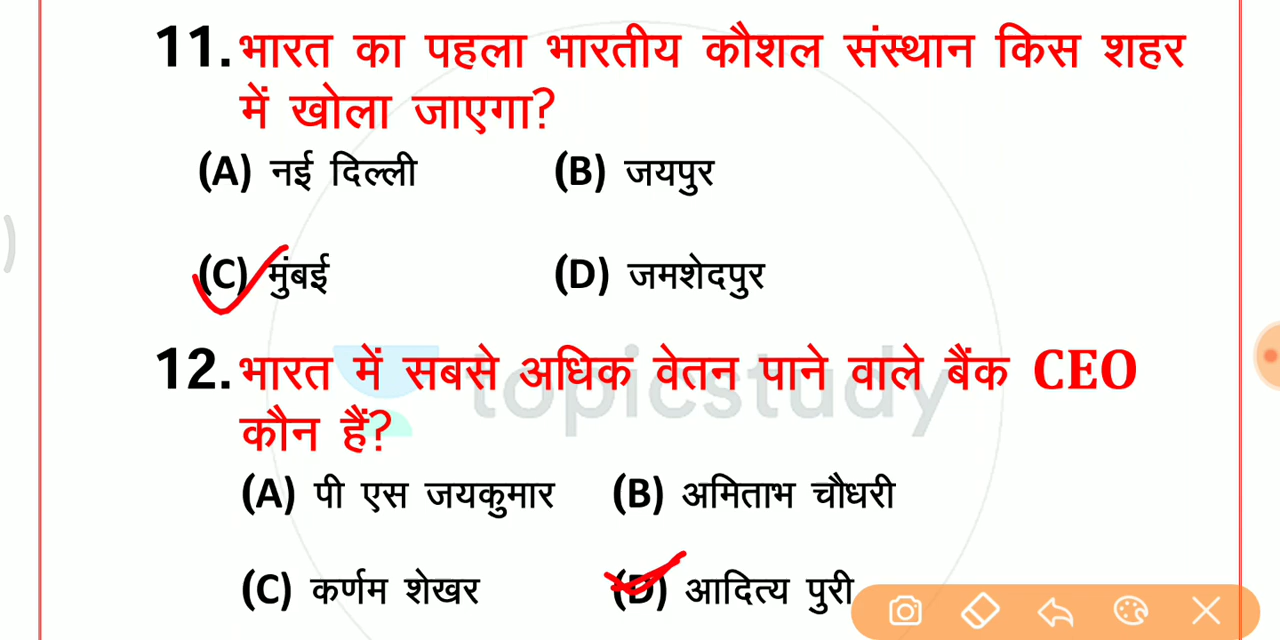 11. भारत का पहला भारतीय कौशल संस्थान किस शहर
में खोला जाएगा?
(A) नई दिल्ली (B) जयपुर
(C) मुंबई (D) जमशेदपुर
12. भारत में सबसे अधिक वेतन पाने वाले बैंक CEO
topicstudy
कौन हैं?
(A) पी एस जयकुमार (B) अमिताभ चौधरी
(C) कर्णम शेखर (D) आदित्य पुरी